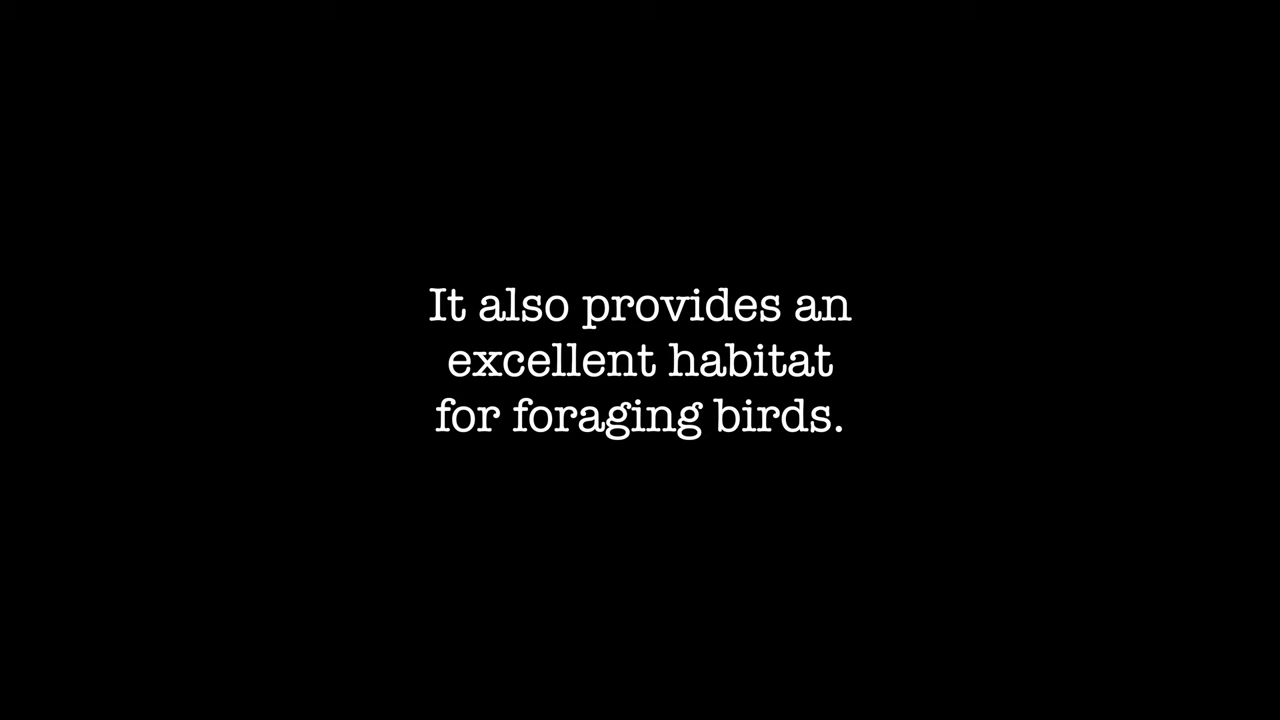 It also provides an
excellent habitat
for foraging birds.